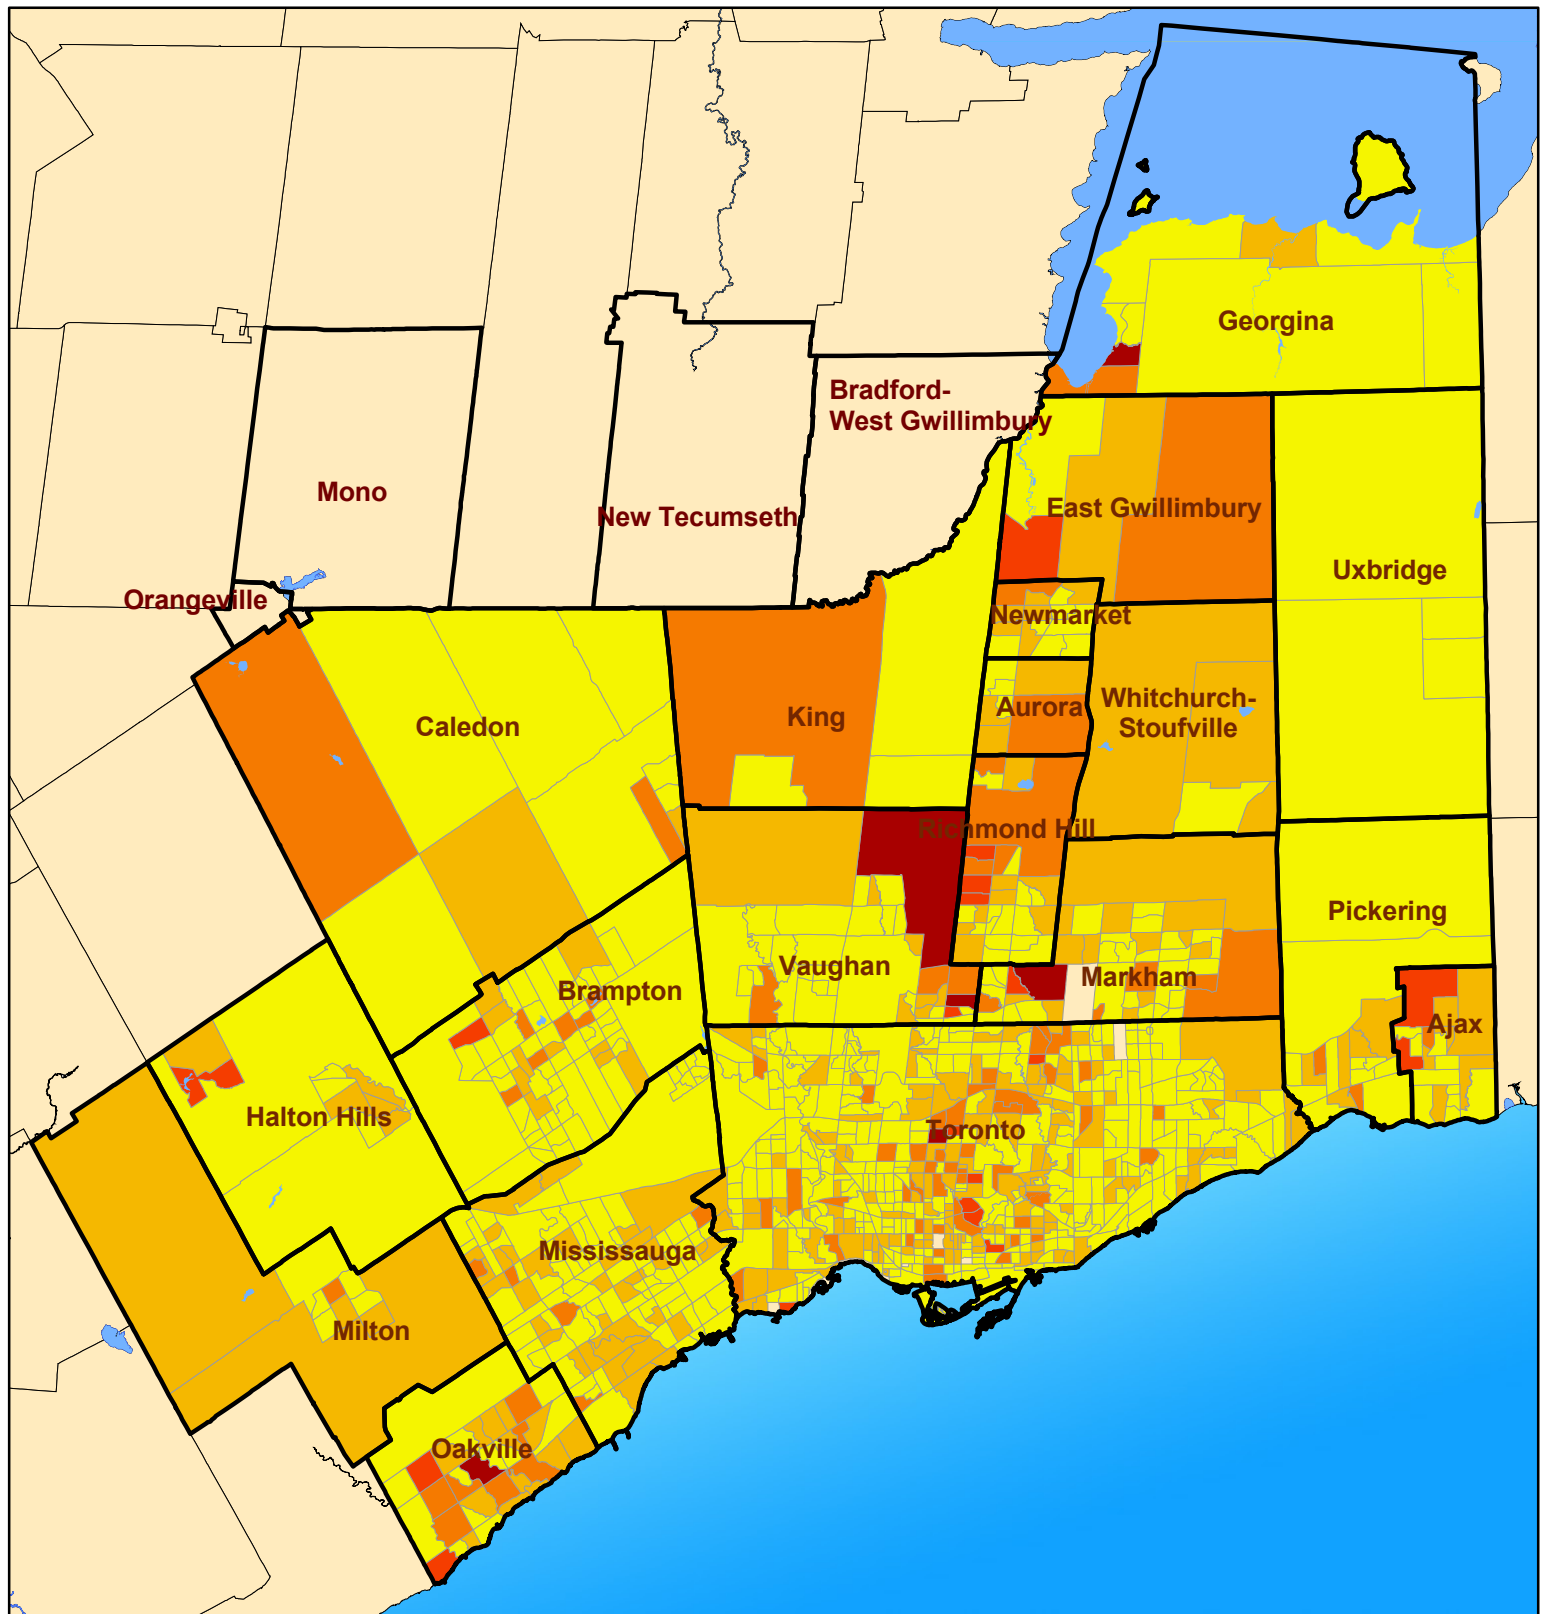 Georgina
Bradford-
West Gwillimbury
Mono
New Tecumseth
East Gwillimbury
Uxbridge
Orangeville
Newmarket
Caledon
King
Aurora
Whitchurch-
Stoufville
Richmond Hill
Pickering
Vaughan
Markham
Brampton
Ajax
Halton Hills
Toronto
Mississauga
Milton
Oakville